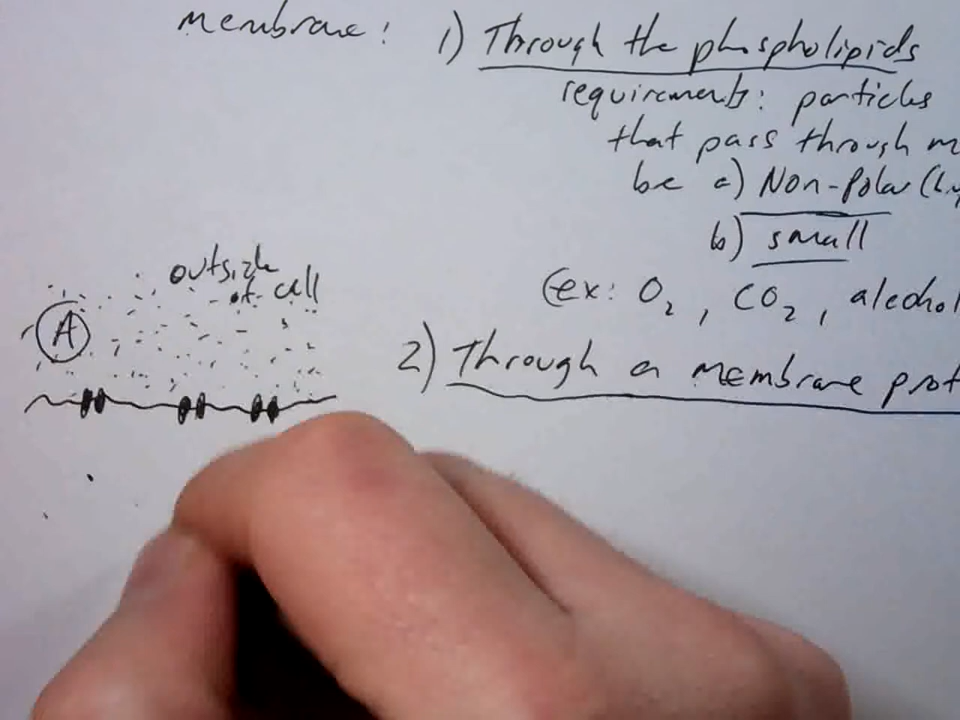 membrane:
1) Through the phospholipids
requirements: particles
that pass through m
be a) Non-Polar (hy
b) small
(ex: O2, CO2, alcohol
2) Through a membrane prot
outside
of cell
A